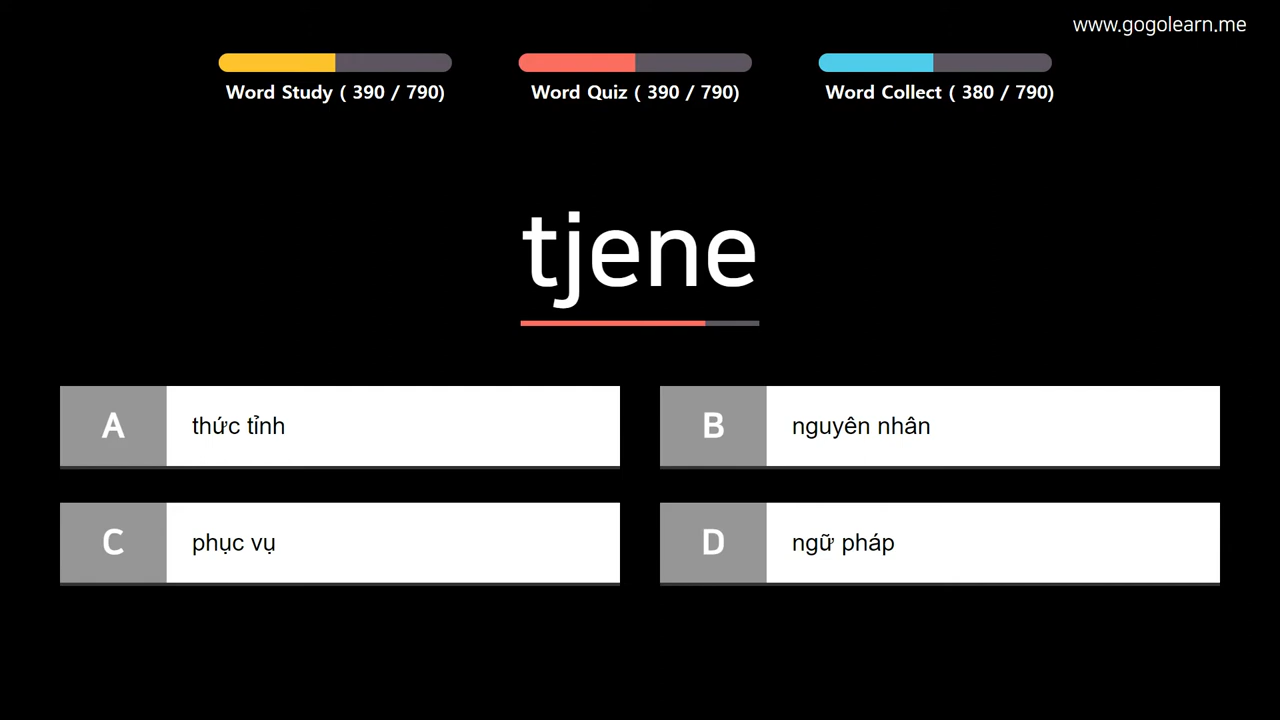 www.gogolearn.me
Word Study ( 390 / 790)
Word Quiz ( 390 / 790)
Word Collect ( 380 / 790)
tjene
A thức tỉnh
B nguyên nhân
C phục vụ
D ngữ pháp